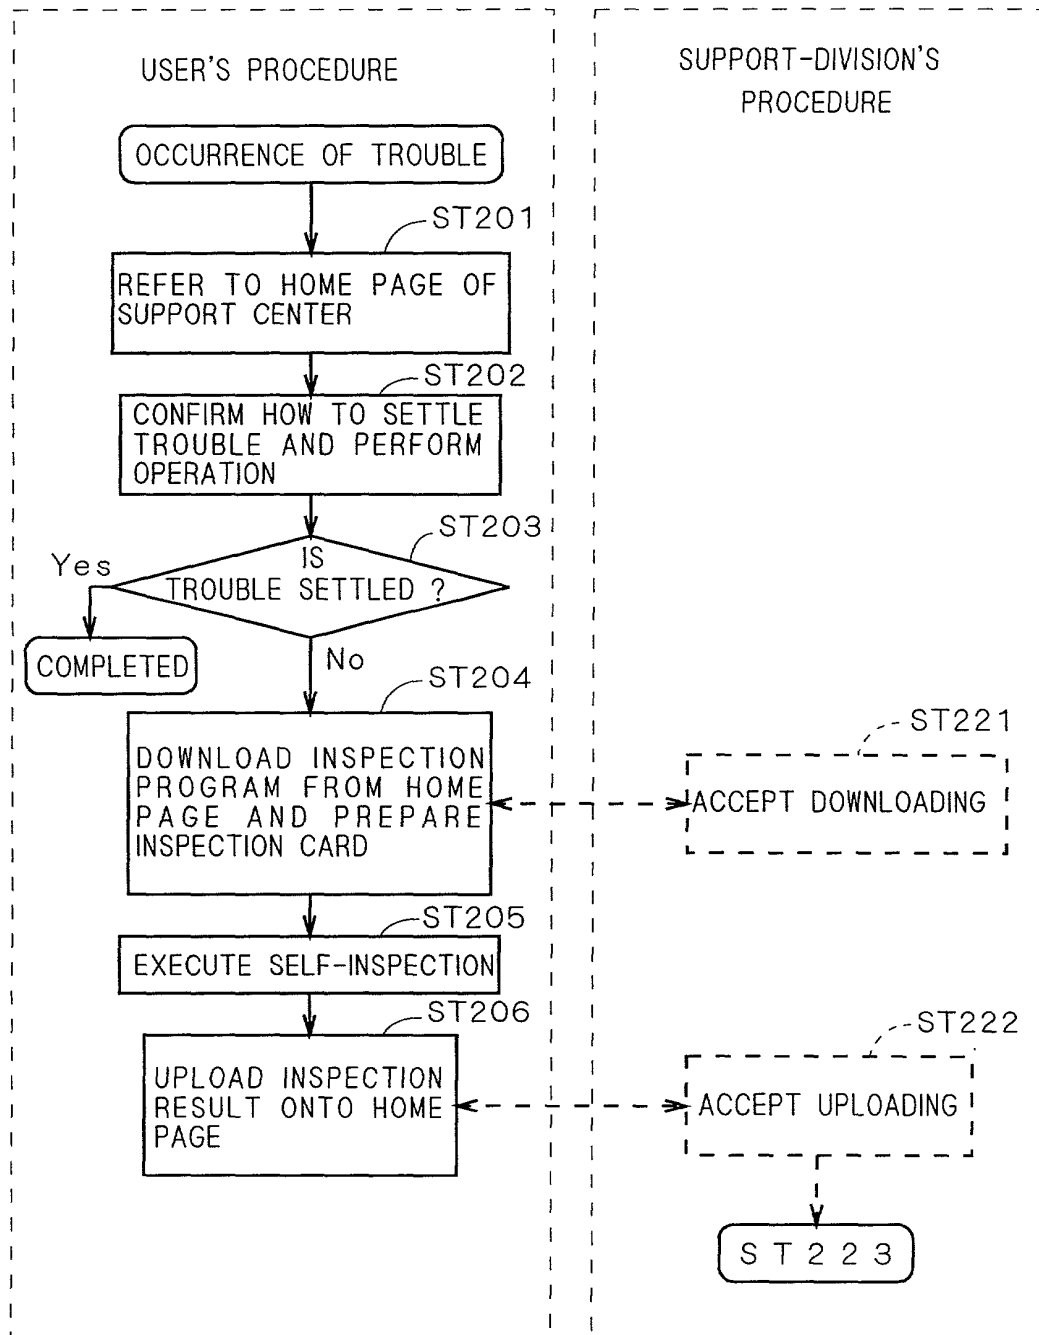 USER'S PROCEDURE
OCCURRENCE OF TROUBLE
ST201
REFER TO HOME PAGE OF
SUPPORT CENTER
ST202
CONFIRM HOW TO SETTLE
TROUBLE AND PERFORM
OPERATION
ST203
IS
TROUBLE SETTLED ?
Yes
COMPLETED
No
ST204
DOWNLOAD INSPECTION
PROGRAM FROM HOME
PAGE AND PREPARE
INSPECTION CARD
ST205
EXECUTE SELF-INSPECTION
ST206
UPLOAD INSPECTION
RESULT ONTO HOME
PAGE
SUPPORT-DIVISION'S
PROCEDURE
ST221
ACCEPT DOWNLOADING
ST222
ACCEPT UPLOADING
ST223